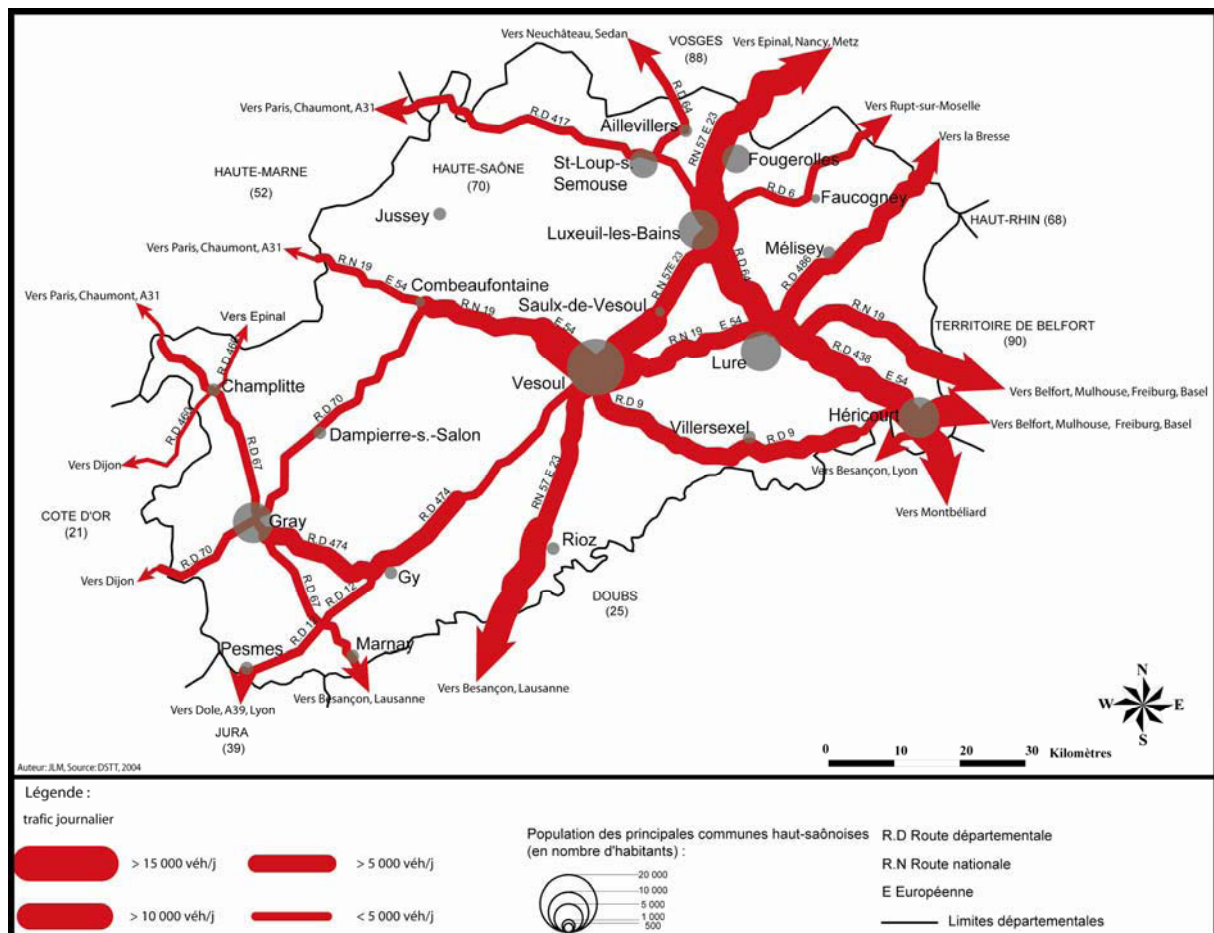 Vers Neuchâteau, Sedan
VOSGES
(88)
Vers Epinal, Nancy, Metz
Vers Paris, Chaumont, A31
R.D 417
R.D 64
Aillevillers
RN 57 E 23
Vers Rupt-sur-Moselle
Vers la Bresse
HAUTE-MARNE
(52)
HAUTE-SAÔNE
(70)
St-Loup-s.
Semouse
Fougerolles
R.D 6
Faucogney
HAUT-RHIN (68)
Jussey
Luxeuil-les-Bains
Mélisey
Vers Paris, Chaumont, A31
R.N 19
E 54
Combeaufontaine
R.N 19
E 54
RN 57E 23
R.D 64
R.D 486
Saulx-de-Vesoul
Vers Paris, Chaumont, A31
Vers Epinal
R.D 460
Champlitte
R.D 460
R.N 19
E 54
R.N 19
TERRITOIRE DE BELFORT
(90)
Vesoul
Lure
R.D 438
E 54
Vers Belfort, Mulhouse, Freiburg, Basel
R.D 70
Dampierre-s.-Salon
R.D 9
Villersexel
R.D 9
Héricourt
Vers Belfort, Mulhouse, Freiburg, Basel
Vers Dijon
R.D 67
Vers Besançon, Lyon
Vers Montbéliard
COTE D'OR
(21)
Gray
R.D 474
R.D 474
RN 57 E 23
Rioz
R.D 70
Vers Dijon
R.D 67
R.D 12
Gy
DOUBS
(25)
R.D 12
Pesmes
Marnay
Vers Besançon, Lausanne
Vers Besançon, Lausanne
Vers Dole, A39, Lyon
JURA
(39)
N
W
E
S
0
10
20
30
Kilomètres
Auteur: JLM, Source: DSTT, 2004
Légende :
trafic journalier
> 15 000 véh/j
> 5 000 véh/j
> 10 000 véh/j
< 5 000 véh/j
Population des principales communes haut-saônoises
(en nombre d'habitants) :
20 000
10 000
5 000
1 000
500
R.D Route départementale
R.N Route nationale
E Européenne
Limites départementales